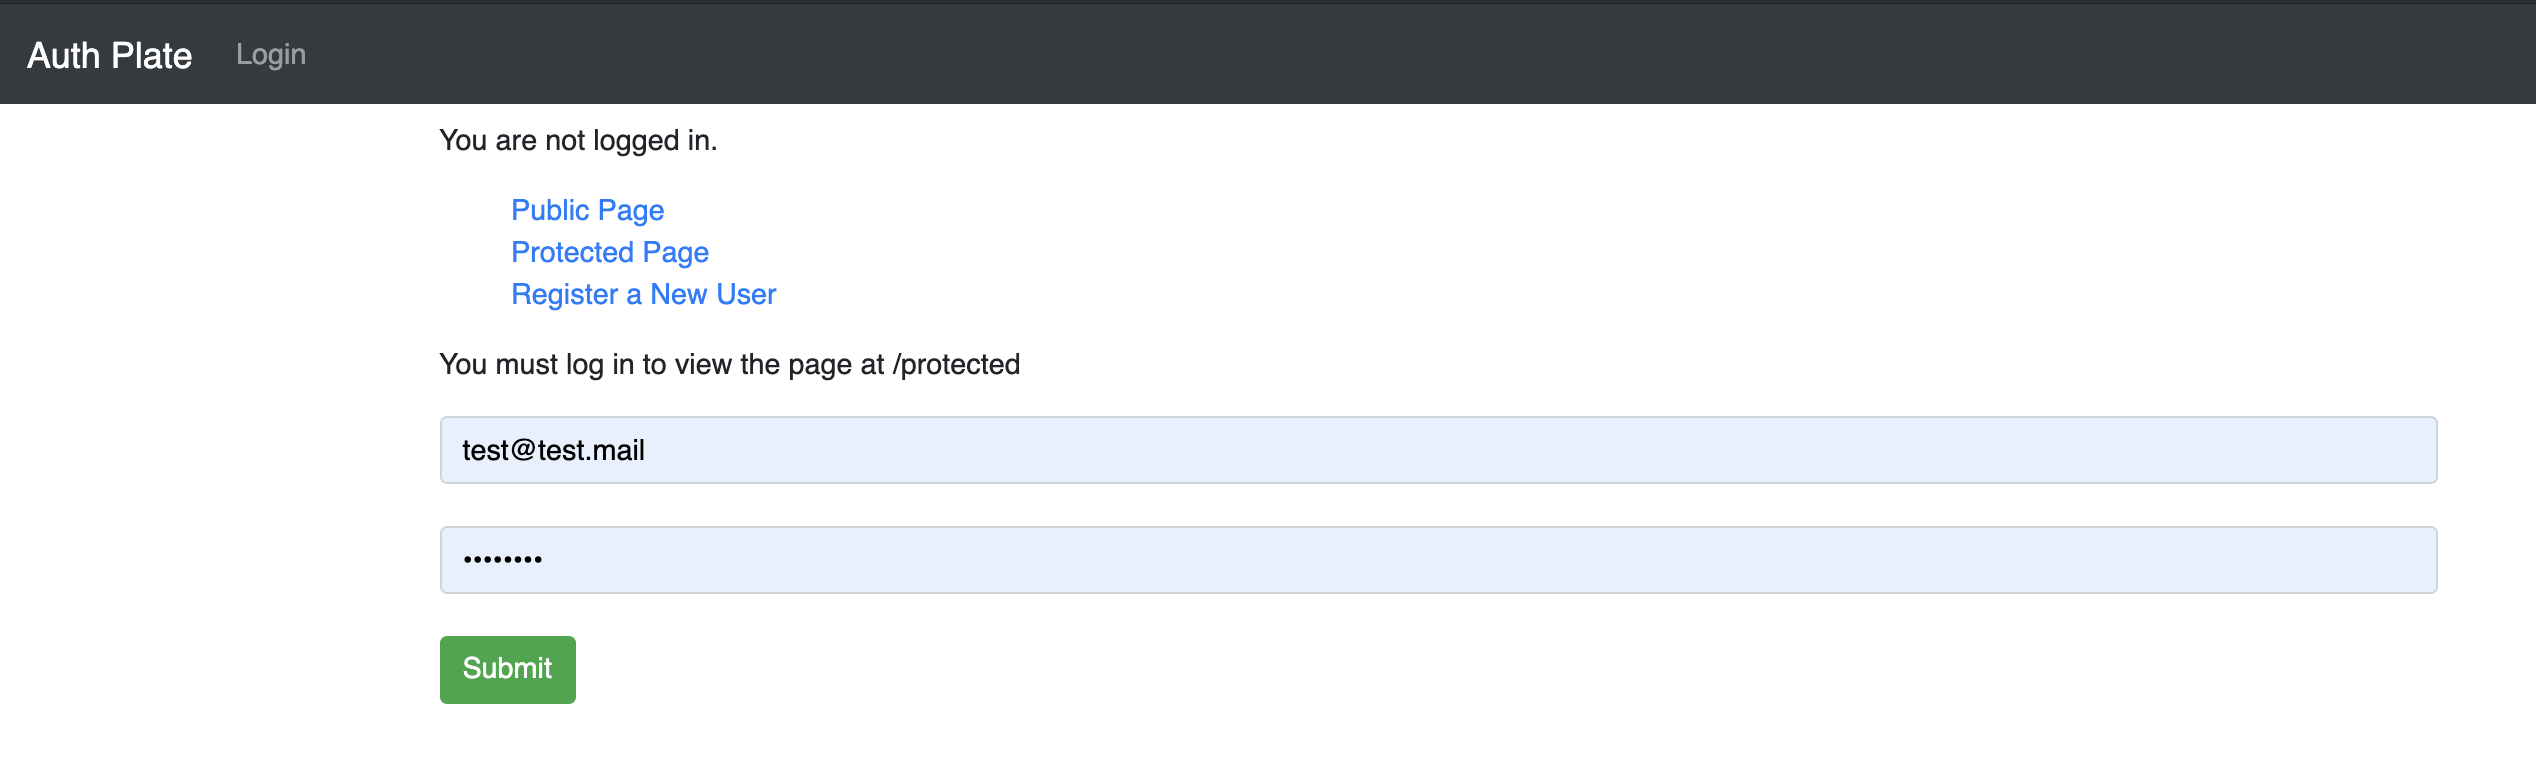 Auth Plate Login
You are not logged in.
Public Page
Protected Page
Register a New User
You must log in to view the page at /protected
test@test.mail
••••••••
Submit